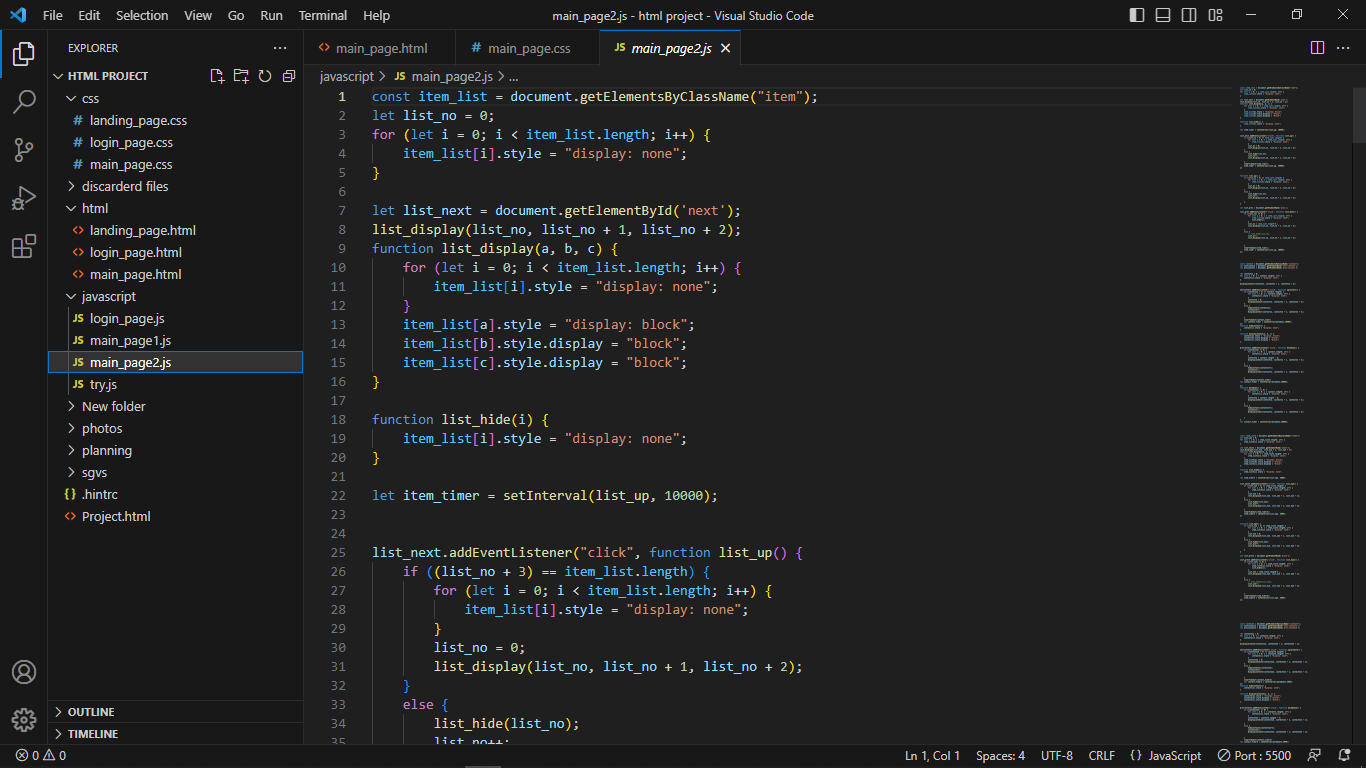 File Edit Selection View Go Run Terminal Help
main_page2.js - html project - Visual Studio Code
EXPLORER
HTML PROJECT
css
# landing_page.css
# login_page.css
# main_page.css
discarderd files
html
<> landing_page.html
<> login_page.html
<> main_page.html
javascript
JS login_page.js
JS main_page1.js
JS main_page2.js
JS try.js
New folder
photos
planning
sgvs
{} .hintrc
<> Project.html
OUTLINE
TIMELINE
<> main_page.html
# main_page.css
JS main_page2.js
javascript > JS main_page2.js > ...
1 const item_list = document.getElementsByClassName("item");
2 let list_no = 0;
3 for (let i = 0; i < item_list.length; i++) {
4 item_list[i].style = "display: none";
5 }
6
7 let list_next = document.getElementById('next');
8 list_display(list_no, list_no + 1, list_no + 2);
9 function list_display(a, b, c) {
10 for (let i = 0; i < item_list.length; i++) {
11 item_list[i].style = "display: none";
12 }
13 item_list[a].style = "display: block";
14 item_list[b].style.display = "block";
15 item_list[c].style.display = "block";
16 }
17
18 function list_hide(i) {
19 item_list[i].style = "display: none";
20 }
21
22 let item_timer = setInterval(list_up, 10000);
23
24
25 list_next.addEventListener("click", function list_up() {
26 if ((list_no + 3) == item_list.length) {
27 for (let i = 0; i < item_list.length; i++) {
28 item_list[i].style = "display: none";
29 }
30 list_no = 0;
31 list_display(list_no, list_no + 1, list_no + 2);
32 }
33 else {
34 list_hide(list_no);
35 list_no++;
0 0
Ln 1, Col 1
Spaces: 4
UTF-8
CRLF
{} JavaScript
Port : 5500